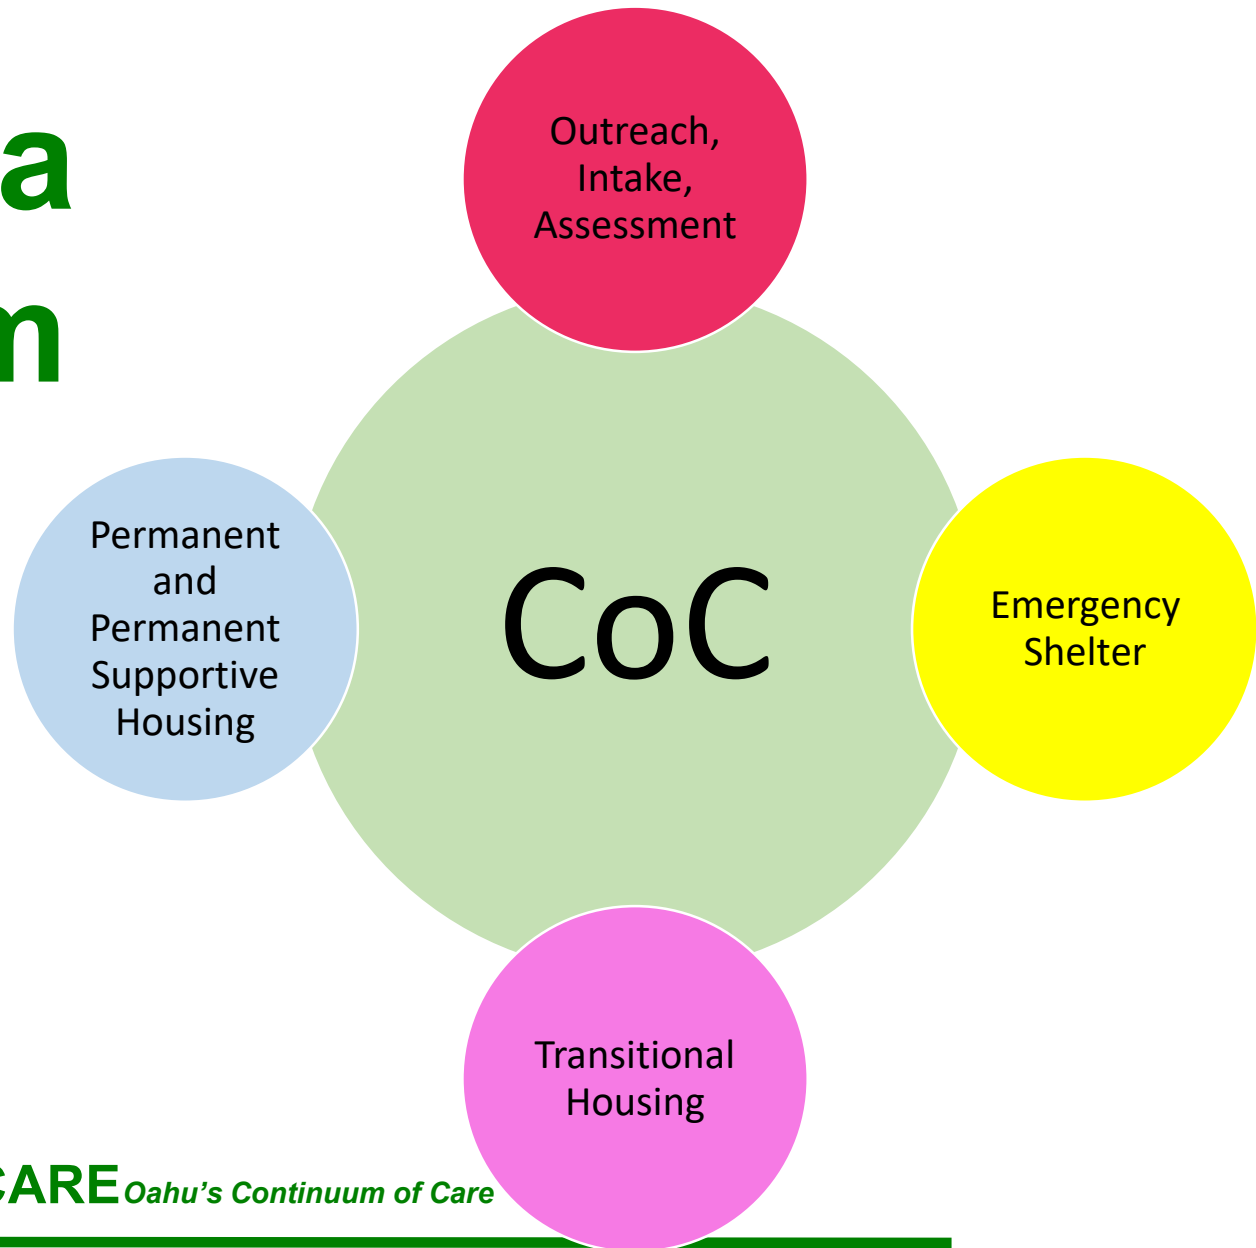 a
m
Outreach,
Intake,
Assessment
Permanent
and
Permanent
Supportive
Housing
CoC
Emergency
Shelter
Transitional
Housing
CARE Oahu's Continuum of Care